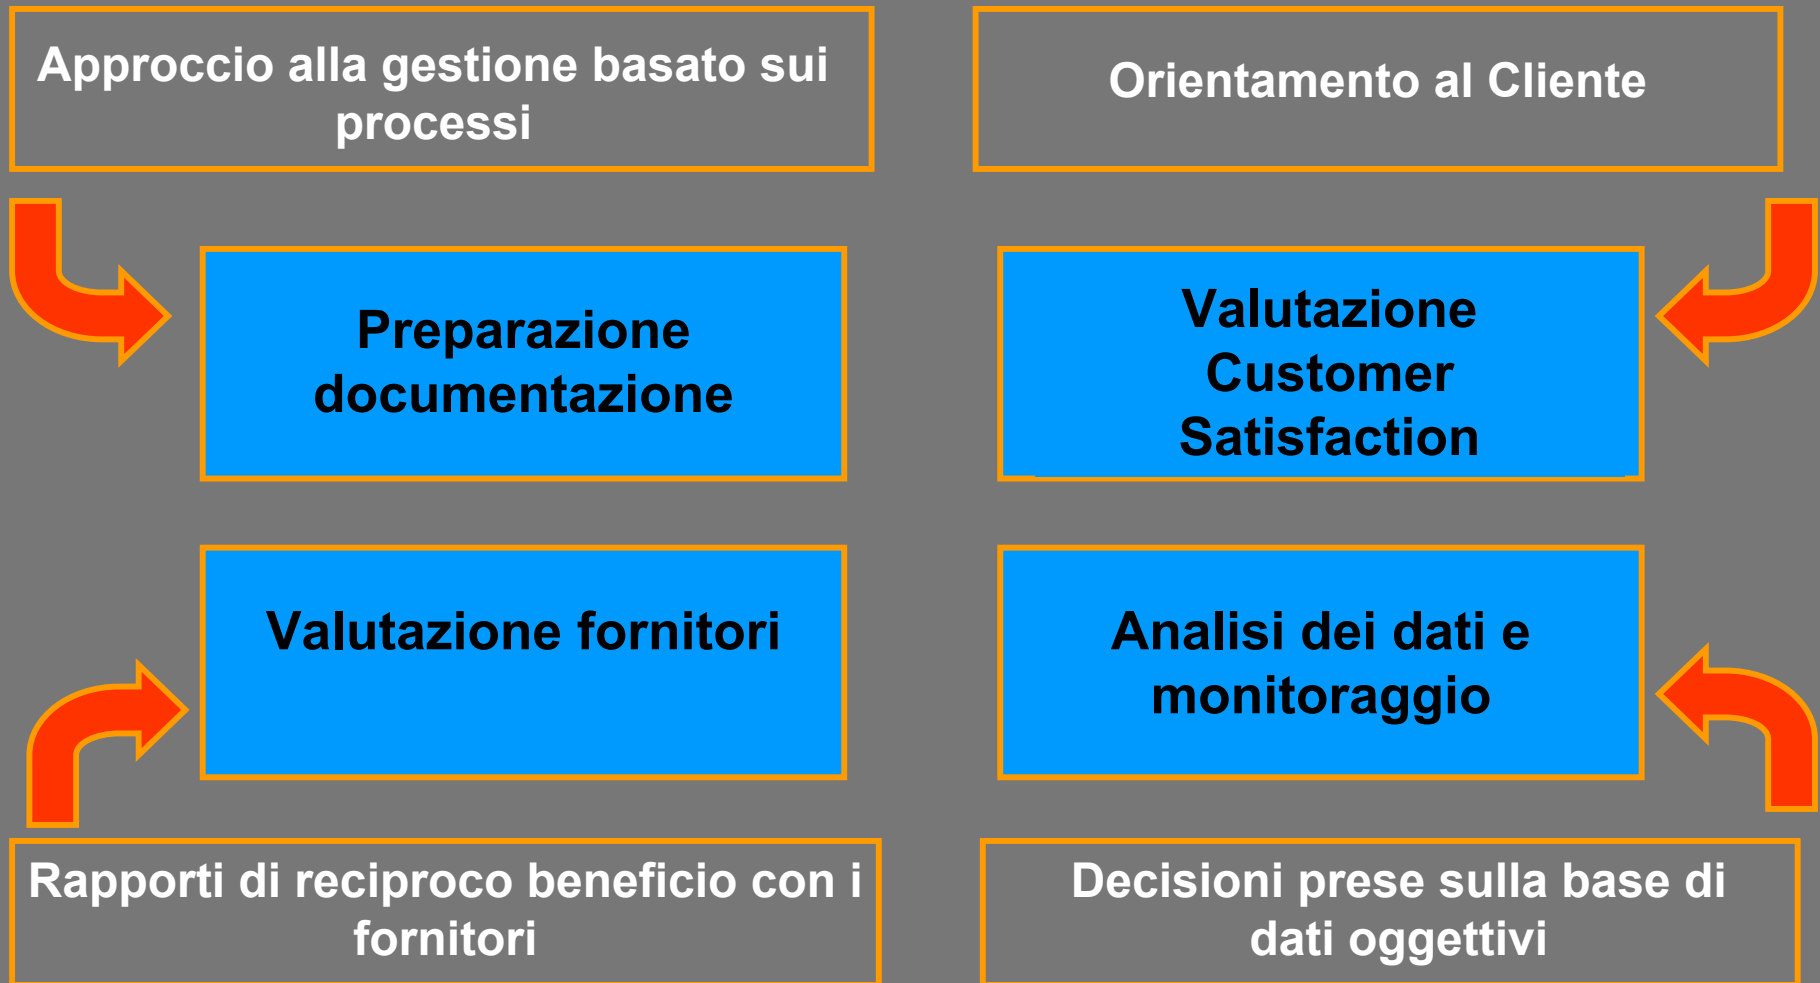 Approccio alla gestione basato sui
processi
Orientamento al Cliente
Preparazione
documentazione
Valutazione
Customer
Satisfaction
Valutazione fornitori
Analisi dei dati e
monitoraggio
Rapporti di reciproco beneficio con i
fornitori
Decisioni prese sulla base di
dati oggettivi